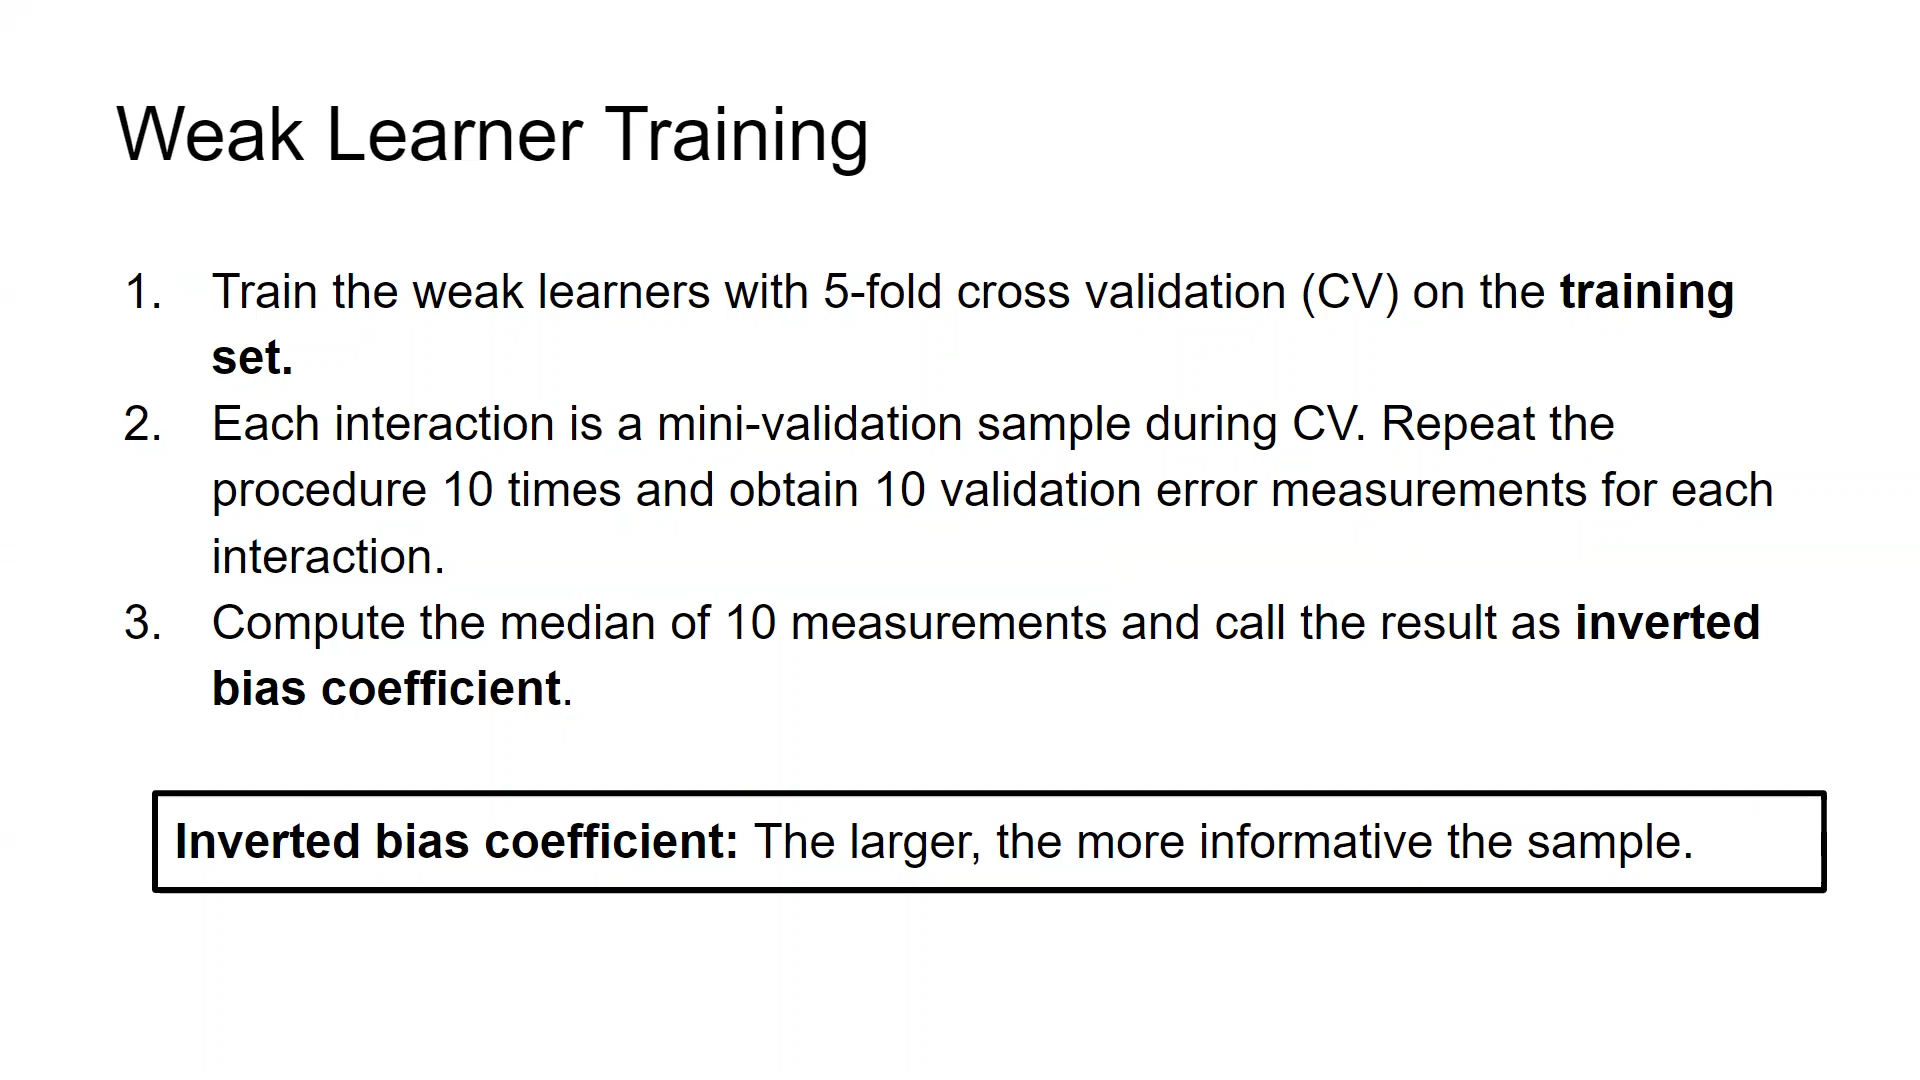 Weak Learner Training
1. Train the weak learners with 5-fold cross validation (CV) on the training
set.
2. Each interaction is a mini-validation sample during CV. Repeat the
procedure 10 times and obtain 10 validation error measurements for each
interaction.
3. Compute the median of 10 measurements and call the result as inverted
bias coefficient.
Inverted bias coefficient: The larger, the more informative the sample.